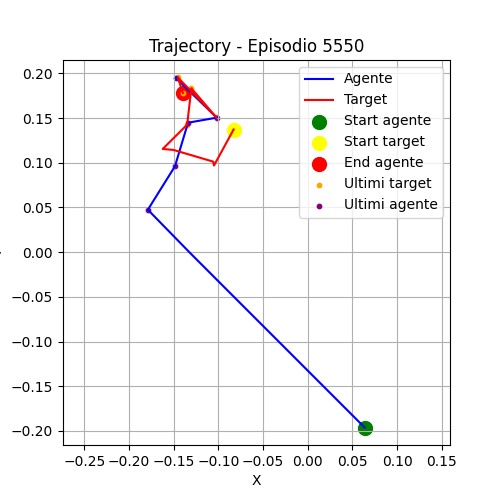 Trajectory - Episodio 5550
0.20
0.15
0.10
0.05
0.00
−0.05
−0.10
−0.15
−0.20
Agente
Target
Start agente
Start target
End agente
Ultimi target
Ultimi agente
−0.25 −0.20 −0.15 −0.10 −0.05 0.00 0.05 0.10 0.15
X